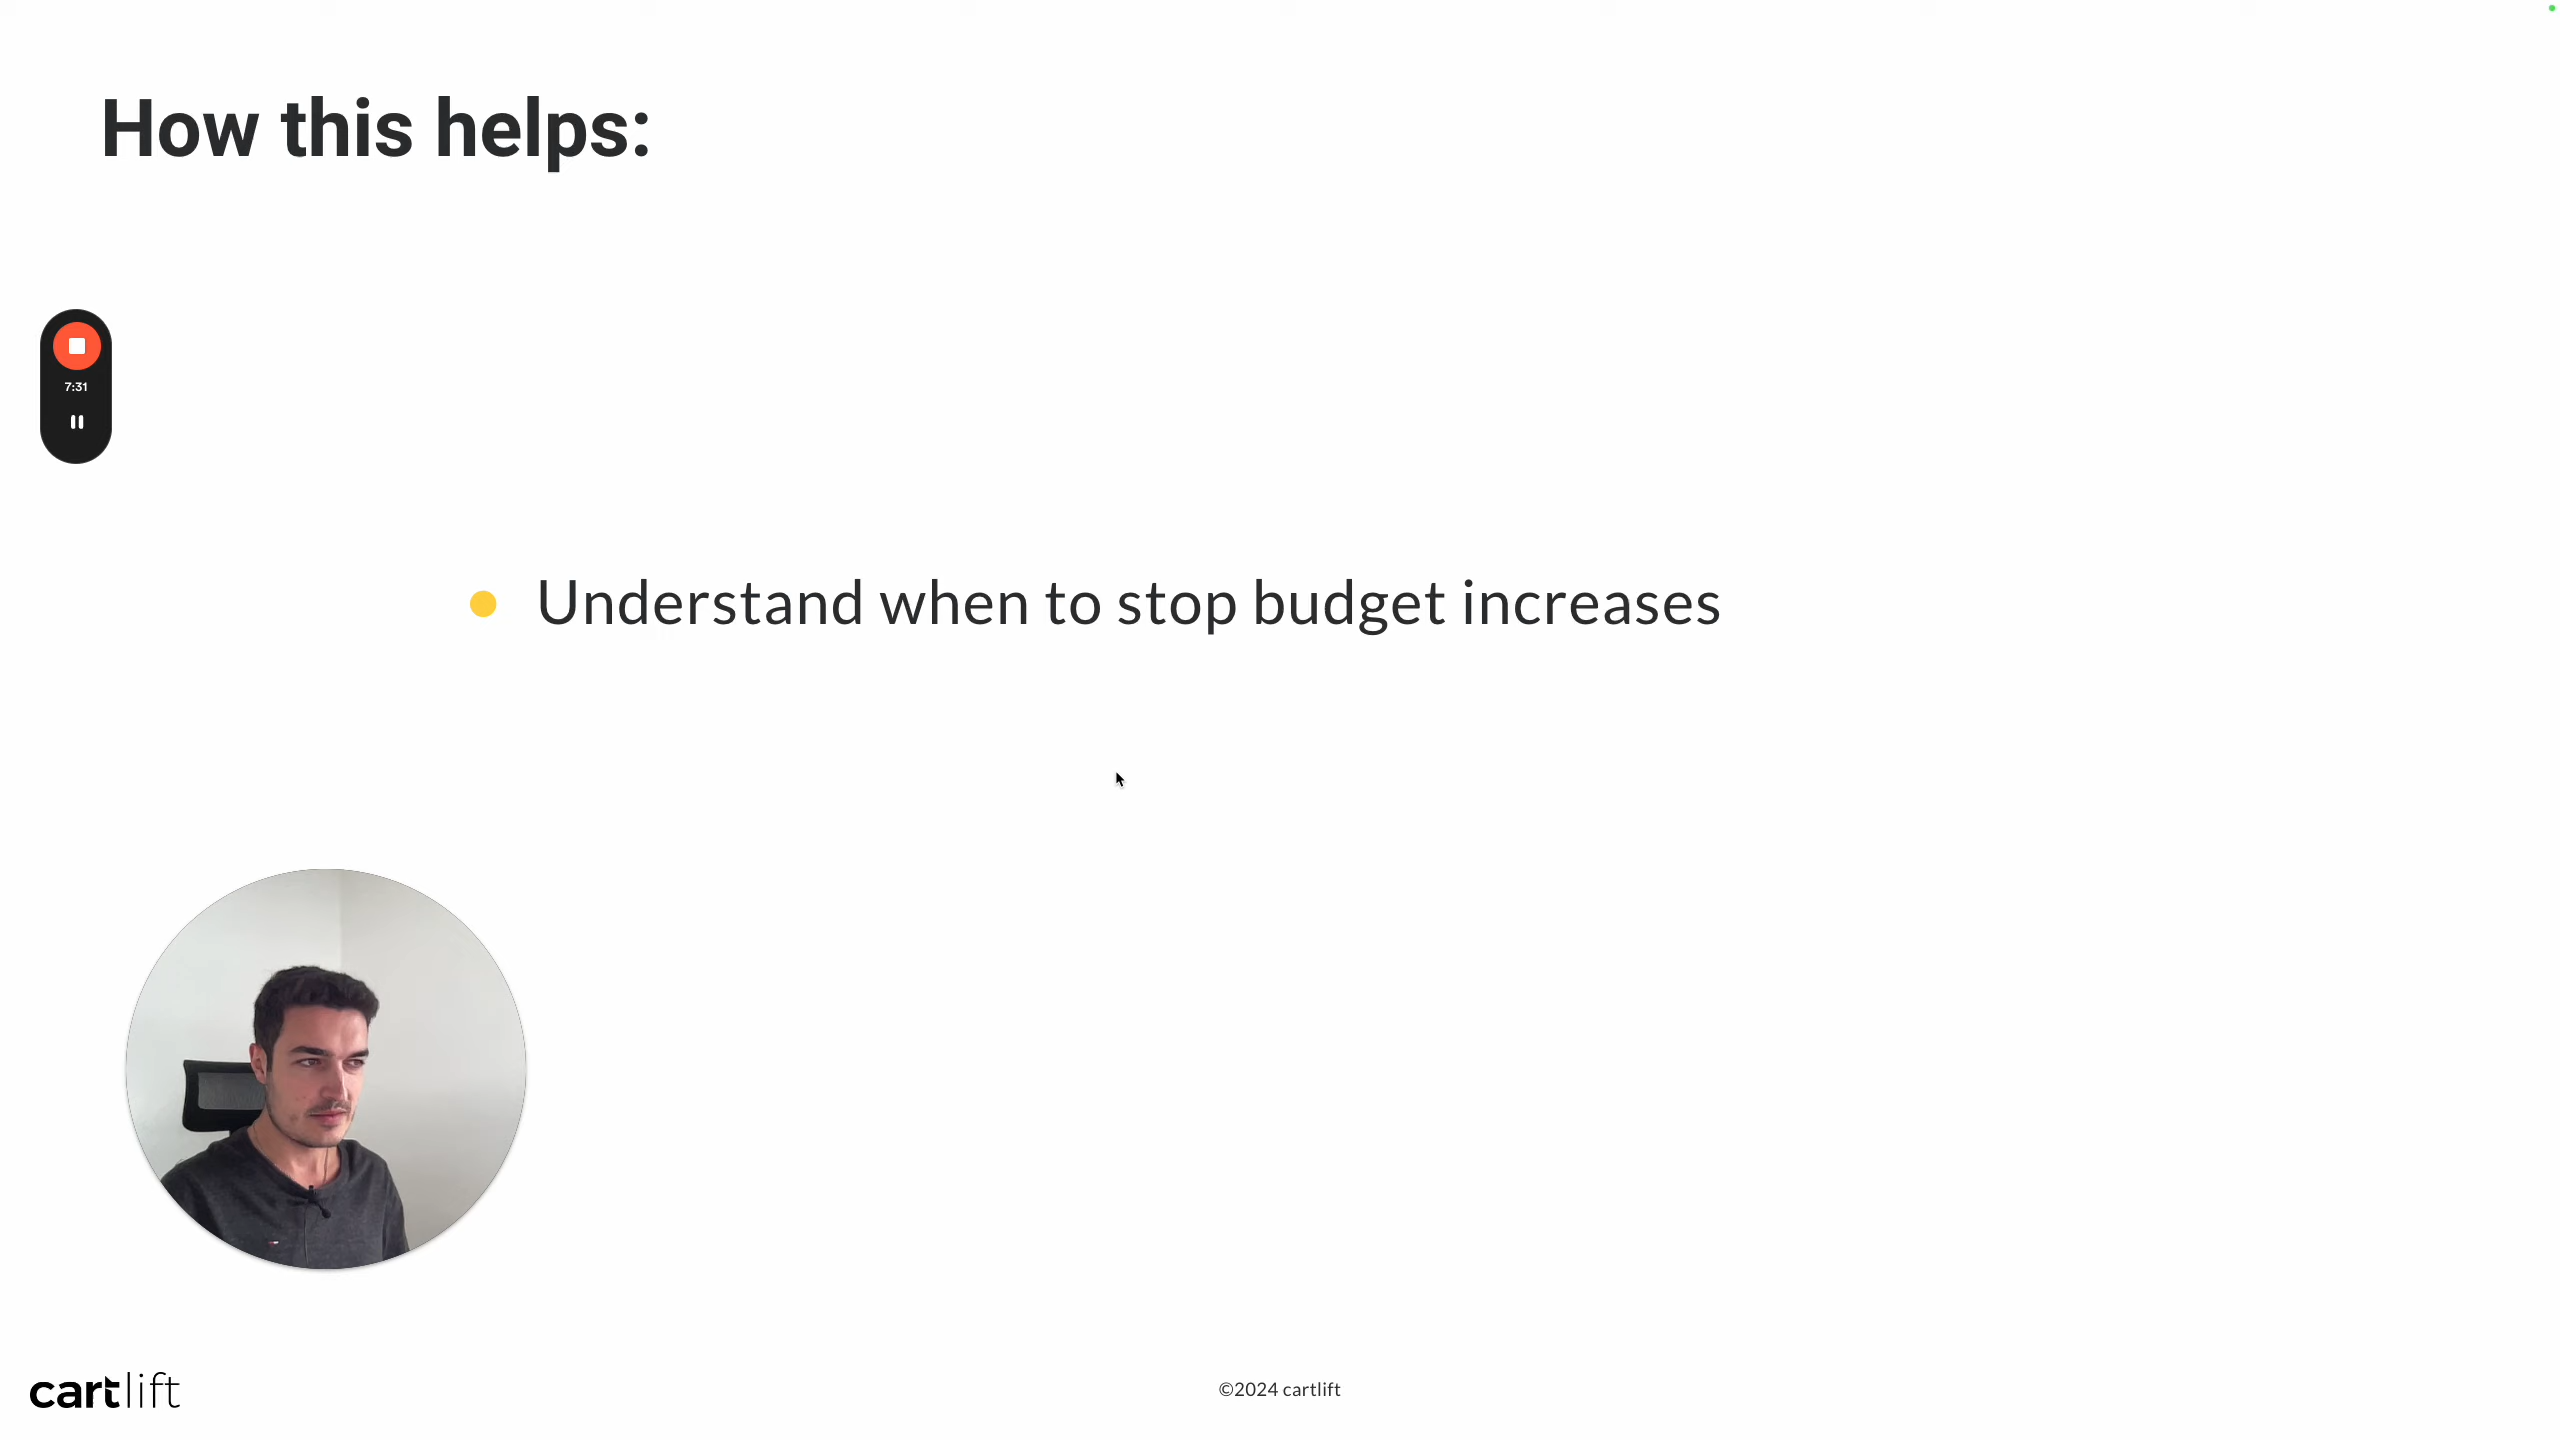 How this helps:
7:31
Understand when to stop budget increases
cartlift
©2024 cartlift